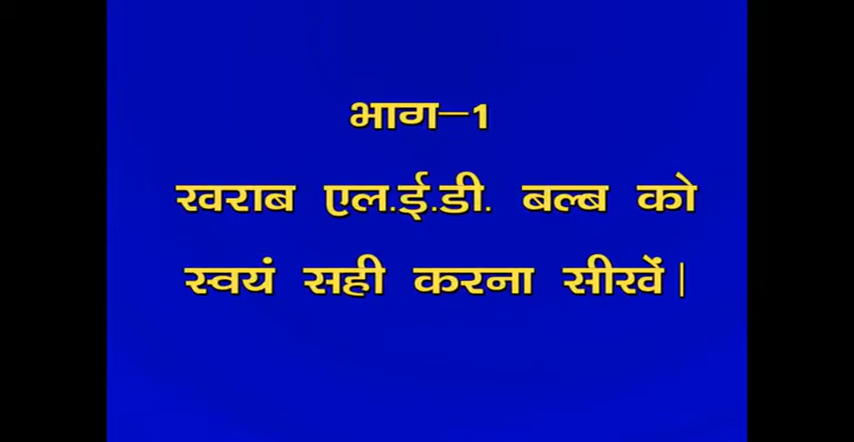 भाग–1
खराब एल.ई.डी. बल्ब को
स्वयं सही करना सीखें।